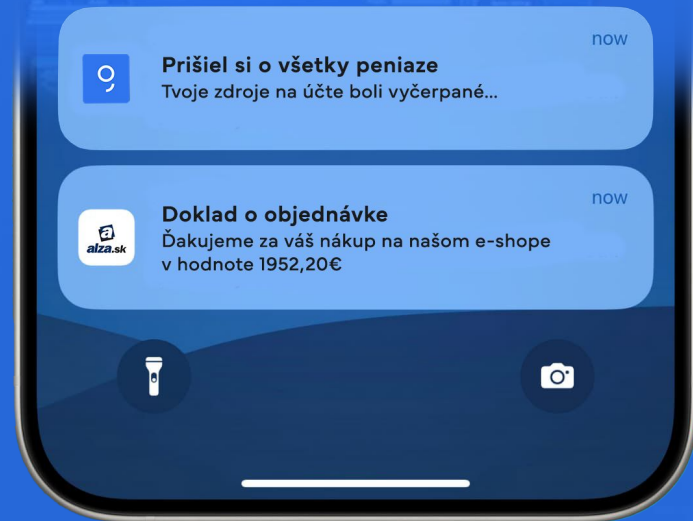 now
Prišiel si o všetky peniaze
Tvoje zdroje na účte boli vyčerpané...
now
Doklad o objednávke
alza.sk
Ďakujeme za váš nákup na našom e-shope
v hodnote 1952,20€